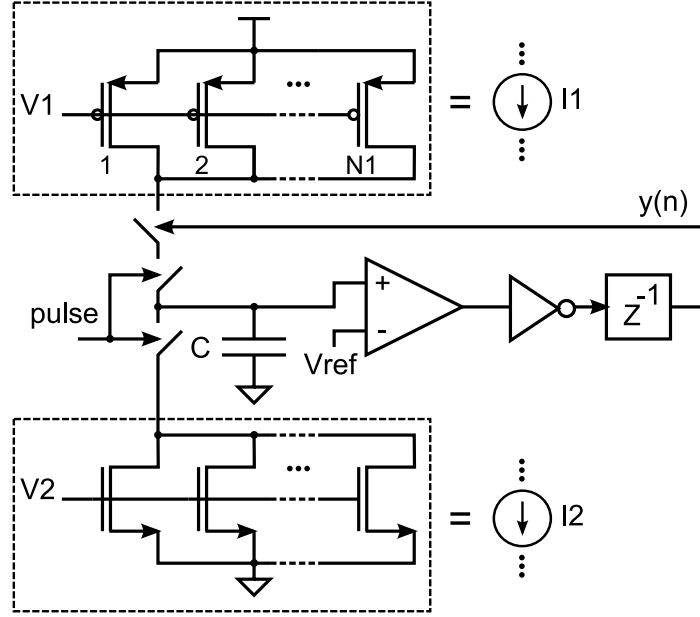 V1
1
2
...
N1
=
I1
y(n)
pulse
C
+
-
Vref
z-1
V2
...
=
I2